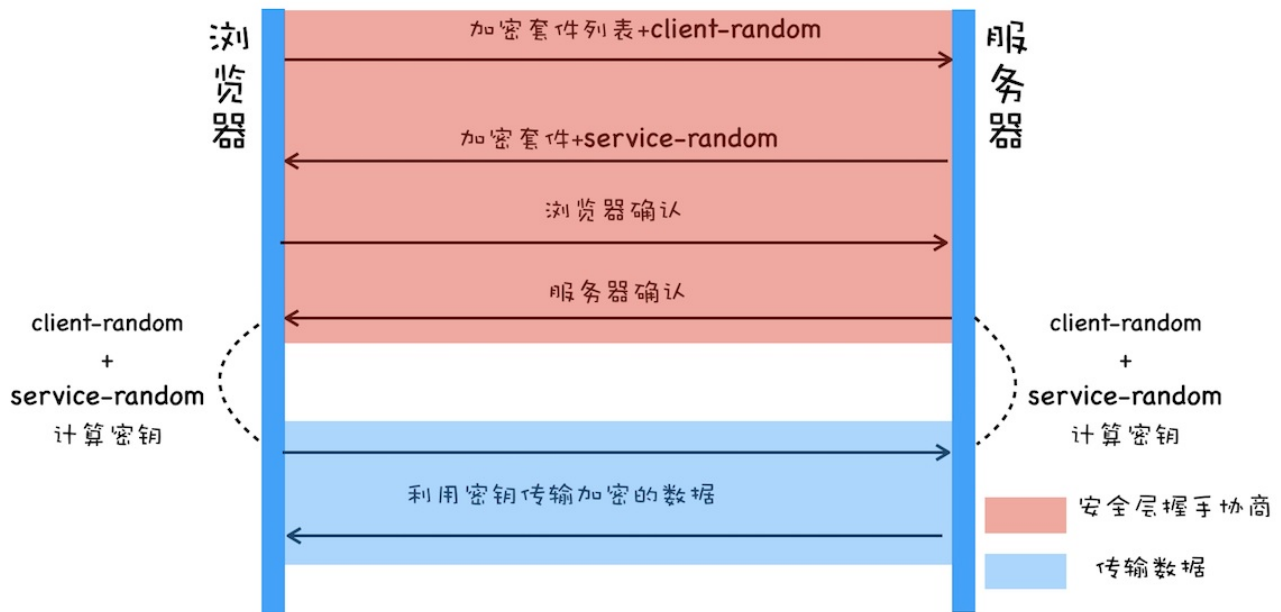 浏览器
服务器
加密套件列表+client-random
加密套件+service-random
浏览器确认
服务器确认
client-random
+
service-random
计算密钥
client-random
+
service-random
计算密钥
利用密钥传输加密的数据
安全层握手协商
传输数据